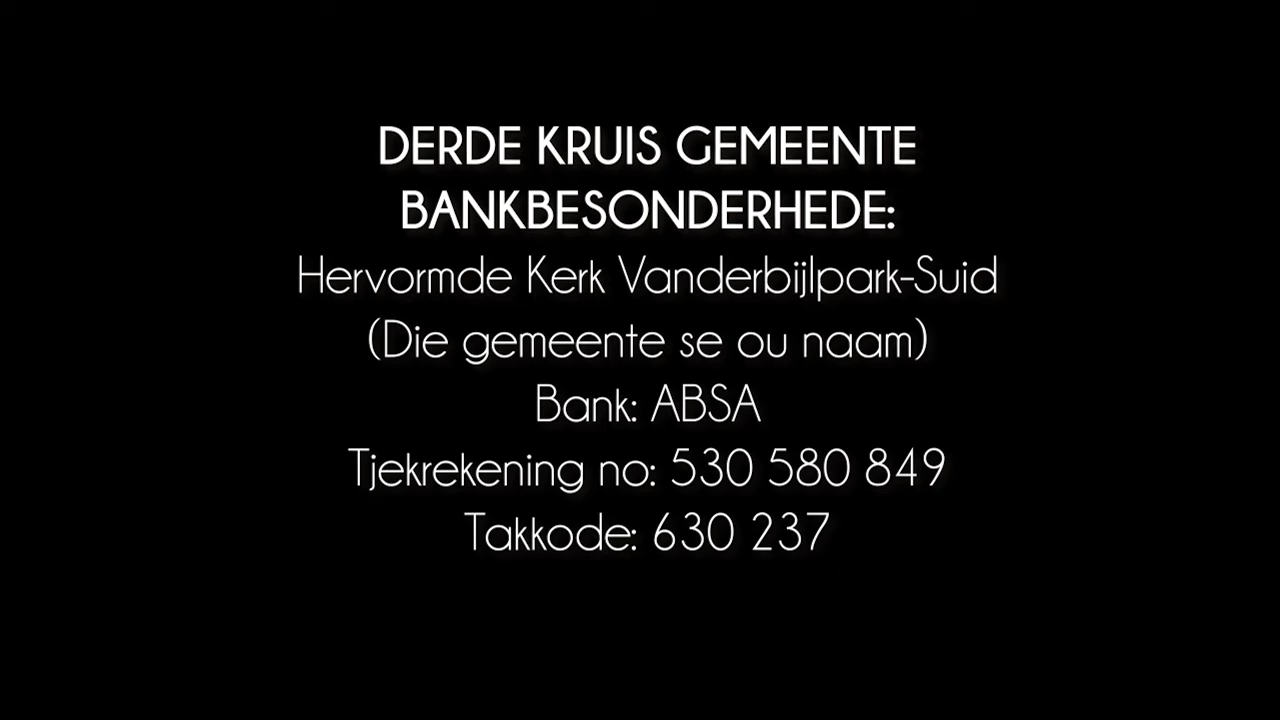 DERDE KRUIS GEMEENTE
BANKBESONDERHEDE:
Hervormde Kerk Vanderbijlpark-Suid
(Die gemeente se ou naam)
Bank: ABSA
Tjekrekening no: 530 580 849
Takkode: 630 237